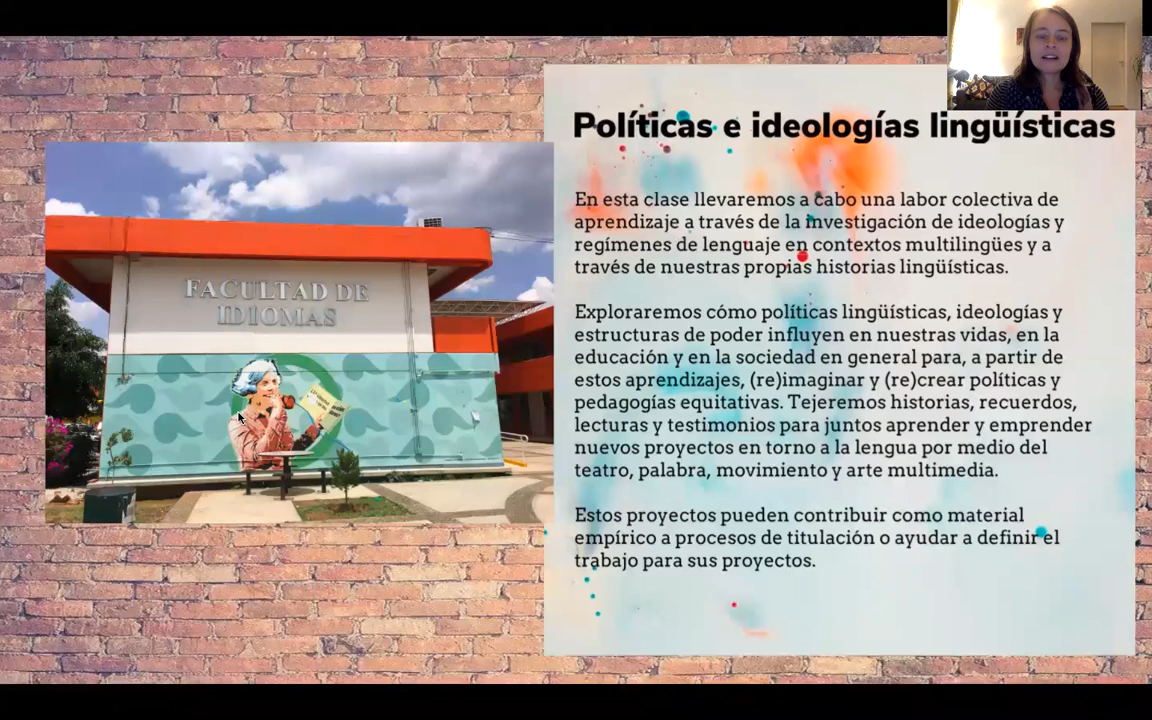 Políticas e ideologías lingüísticas
En esta clase llevaremos a cabo una labor colectiva de
aprendizaje a través de la investigación de ideologías y
regímenes de lenguaje en contextos multilingües y a
través de nuestras propias historias lingüísticas.
Exploraremos cómo políticas lingüísticas, ideologías y
estructuras de poder influyen en nuestras vidas, en la
educación y en la sociedad en general para, a partir de
estos aprendizajes, (re)imaginar y (re)crear políticas y
pedagogías equitativas. Tejeremos historias, recuerdos,
lecturas y testimonios para juntos aprender y emprender
nuevos proyectos en torno a la lengua por medio del
teatro, palabra, movimiento y arte multimedia.
Estos proyectos pueden contribuir como material
empírico a procesos de titulación o ayudar a definir el
trabajo para sus proyectos.
FACULTAD DE
IDIOMAS